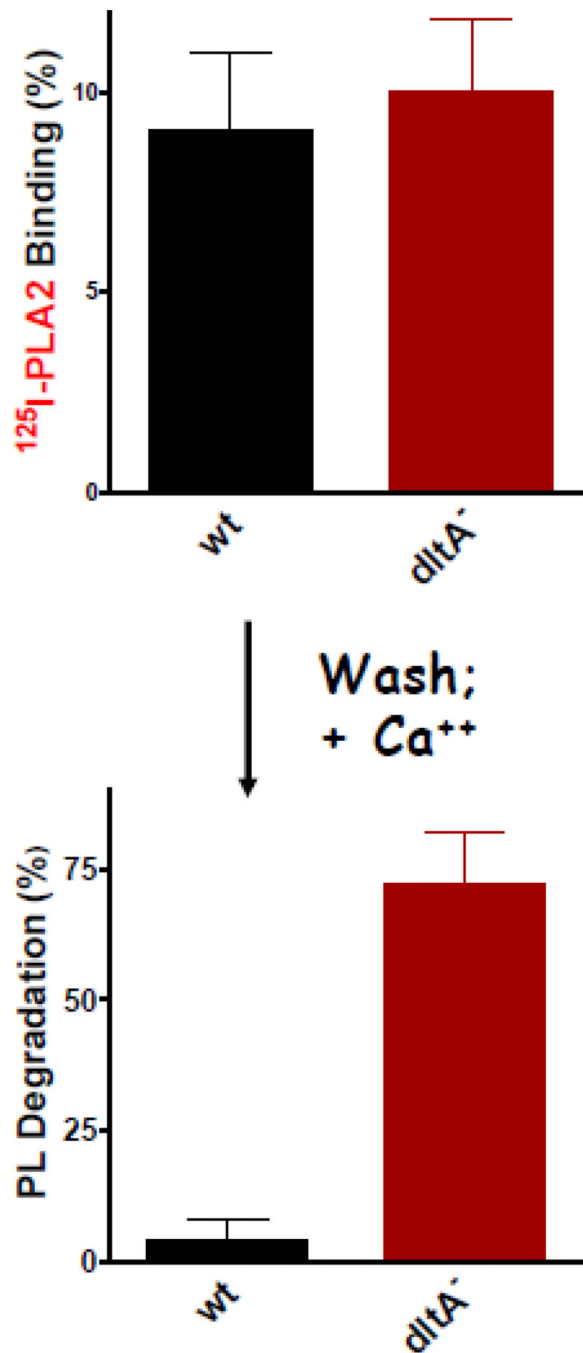 ¹²⁵I-PLA2 Binding (%)
10
5
0
wt
dltA⁻
Wash;
+ Ca⁺⁺
PL Degradation (%)
75
50
25
0
wt
dltA⁻